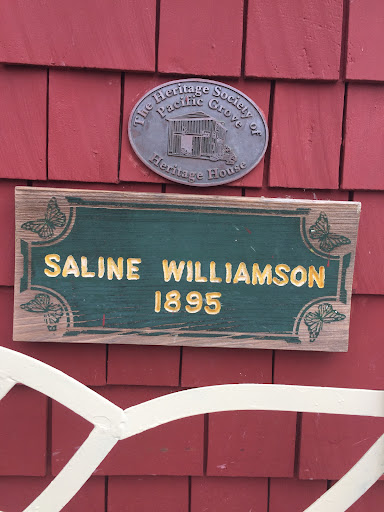 The Heritage Society of
Pacific Grove
Heritage House
SALINE WILLIAMSON
1895